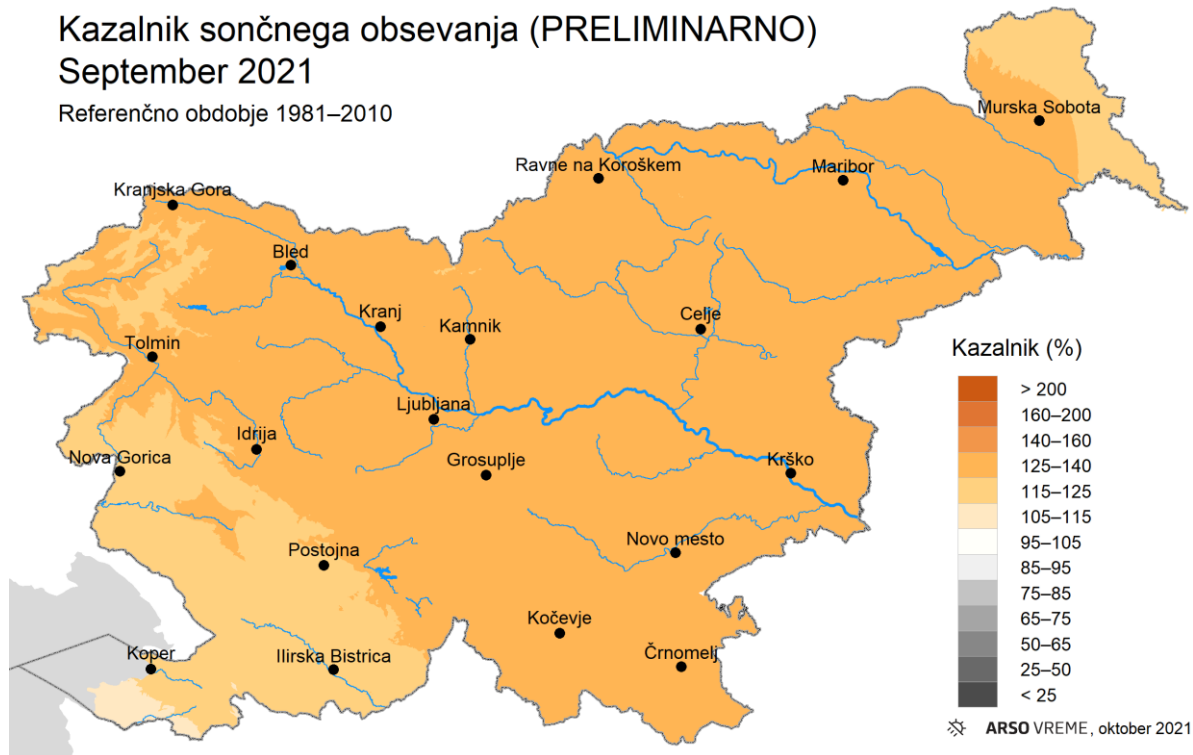 Kazalnik sončnega obsevanja (PRELIMINARNO)
September 2021
Referenčno obdobje 1981–2010
Murska Sobota
Ravne na Koroškem
Maribor
Kranjska Gora
Bled
Kranj
Kamnik
Celje
Tolmin
Ljubljana
Idrija
Nova Gorica
Grosuplje
Krško
Postojna
Novo mesto
Kočevje
Koper
Ilirska Bistrica
Črnomelj
Kazalnik (%)
> 200
160–200
140–160
125–140
115–125
105–115
95–105
85–95
75–85
65–75
50–65
25–50
< 25
ARSO VREME, oktober 2021